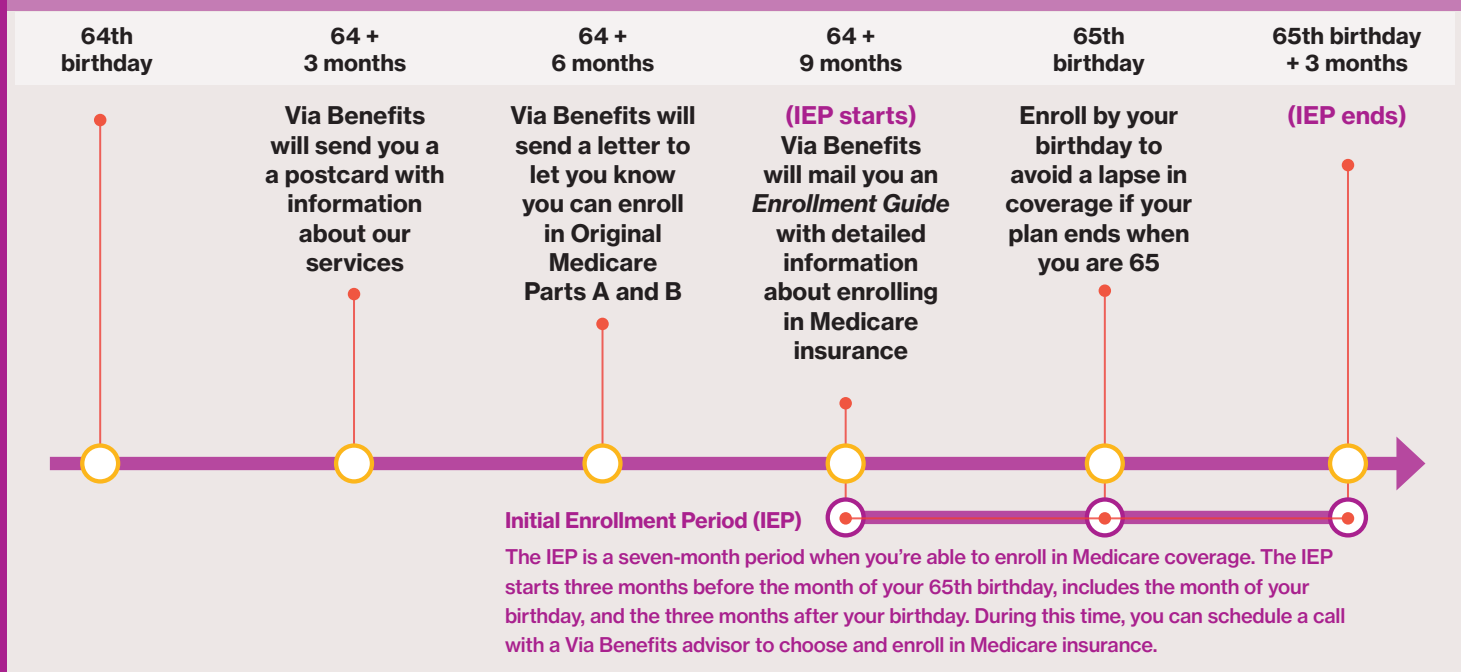 64th
birthday
64 +
3 months
64 +
6 months
64 +
9 months
65th
birthday
65th birthday
+ 3 months
Via Benefits
will send you a
a postcard with
information
about our
services
Via Benefits will
send a letter to
let you know
you can enroll
in Original
Medicare
Parts A and B
(IEP starts)
Via Benefits
will mail you an
Enrollment Guide
with detailed
information
about enrolling
in Medicare
insurance
Enroll by your
birthday to
avoid a lapse in
coverage if your
plan ends when
you are 65
(IEP ends)
Initial Enrollment Period (IEP)
The IEP is a seven-month period when you’re able to enroll in Medicare coverage. The IEP
starts three months before the month of your 65th birthday, includes the month of your
birthday, and the three months after your birthday. During this time, you can schedule a call
with a Via Benefits advisor to choose and enroll in Medicare insurance.